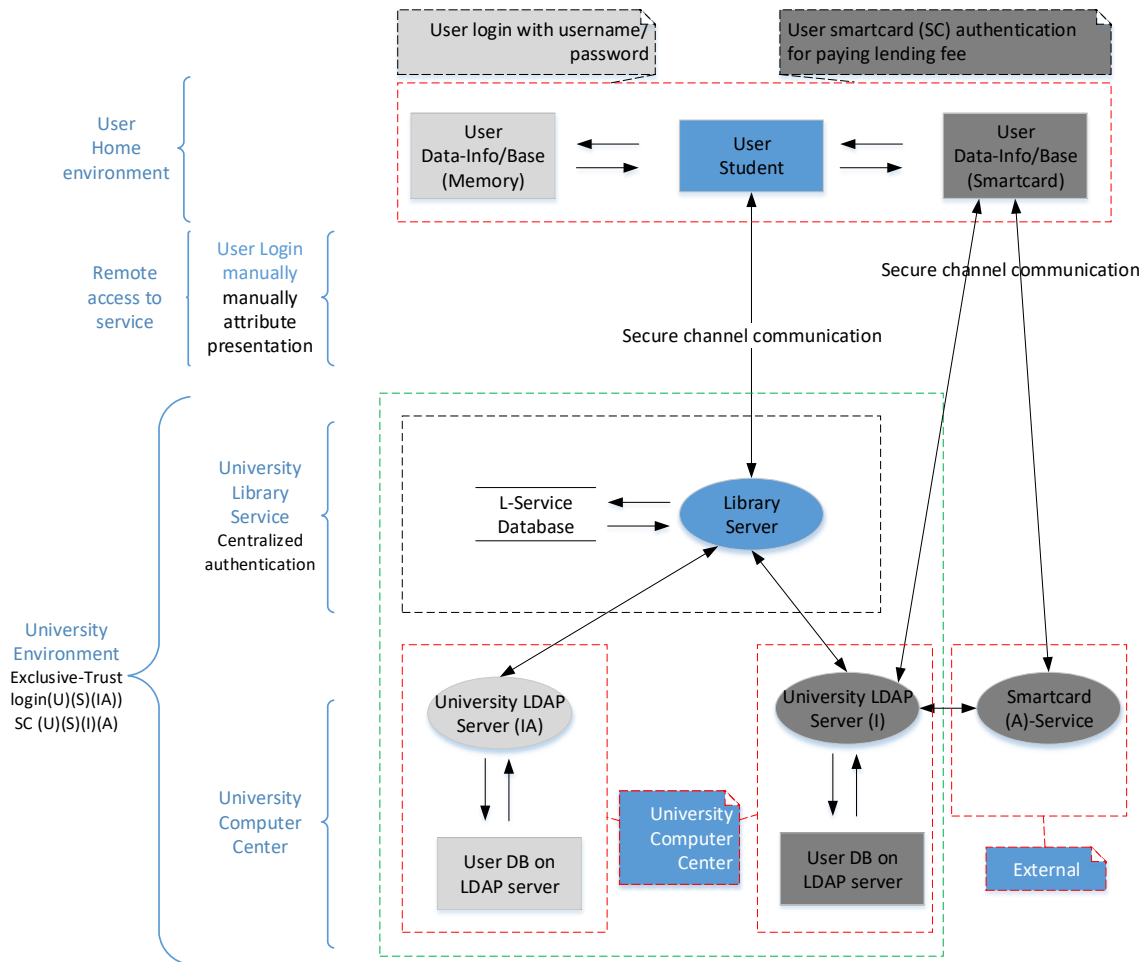 User login with username/
password
User smartcard (SC) authentication
for paying lending fee
User
Home
environment
User
Data-Info/Base
(Memory)
User
Student
User
Data-Info/Base
(Smartcard)
Remote
access to
service
User Login
manually
manually
attribute
presentation
Secure channel communication
Secure channel communication
University
Library
Service
Centralized
authentication
L-Service
Database
Library
Server
University
Environment
Exclusive-Trust
login(U)(S)(IA))
SC (U)(S)(I)(A)
University LDAP
Server (IA)
University LDAP
Server (I)
Smartcard
(A)-Service
University
Computer
Center
User DB on
LDAP server
University
Computer
Center
User DB on
LDAP server
External